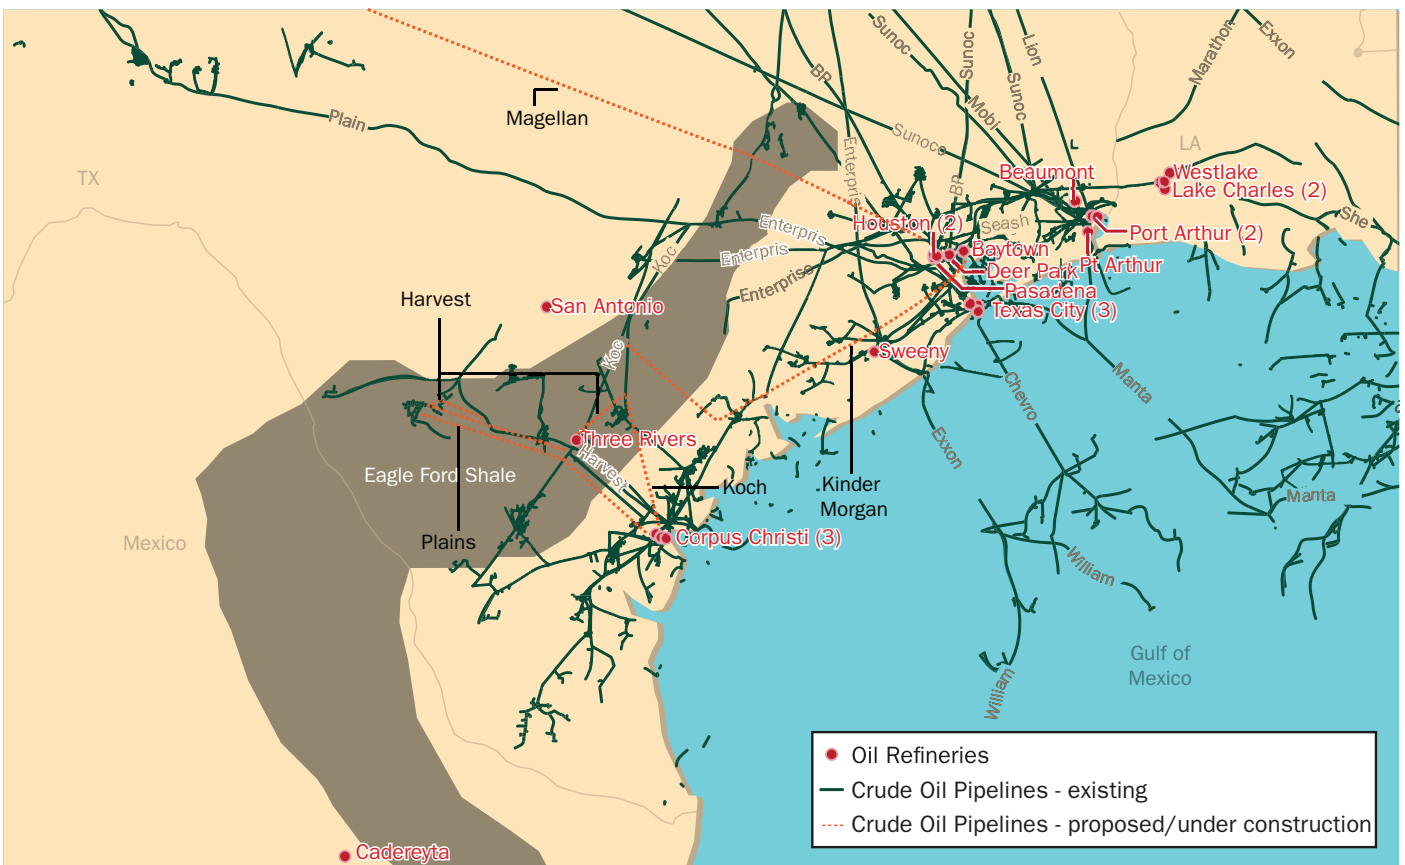 Sunoc
Sunoc
Lion
Marathon
Exxon
BP
Sunoc
Mobi
Magellan
Plain
Sunoco
LA
Enterpris
TX
Beaumont
Westlake
BP
Lake Charles (2)
She
Houston (2)
Seash
Enterpris
Port Arthur (2)
Koc
Enterpris
Baytown
Deer Park
Pt Arthur
Enterprise
Pasadena
Harvest
San Antonio
Texas City (3)
Koc
Sweeny
Manta
Chevro
Three Rivers
Exxon
Harvest
Eagle Ford Shale
Koch
Kinder
Morgan
Manta
Mexico
Plains
Corpus Christi (3)
William
Gulf of
Mexico
William
Oil Refineries
Crude Oil Pipelines - existing
Crude Oil Pipelines - proposed/under construction
Cadereyta